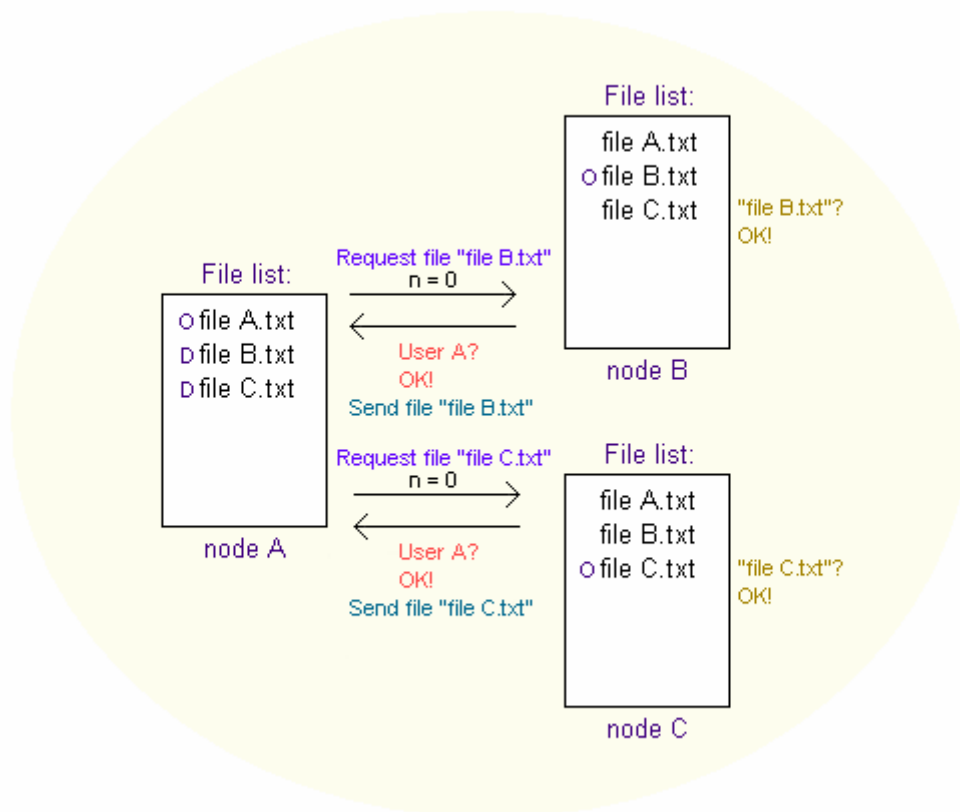 File list:
file A.txt
O file B.txt
file C.txt
"file B.txt"?
OK!
node B
File list:
O file A.txt
D file B.txt
D file C.txt
node A
Request file "file B.txt"
n = 0
User A?
OK!
Send file "file B.txt"
Request file "file C.txt"
n = 0
User A?
OK!
Send file "file C.txt"
File list:
file A.txt
file B.txt
O file C.txt
"file C.txt"?
OK!
node C